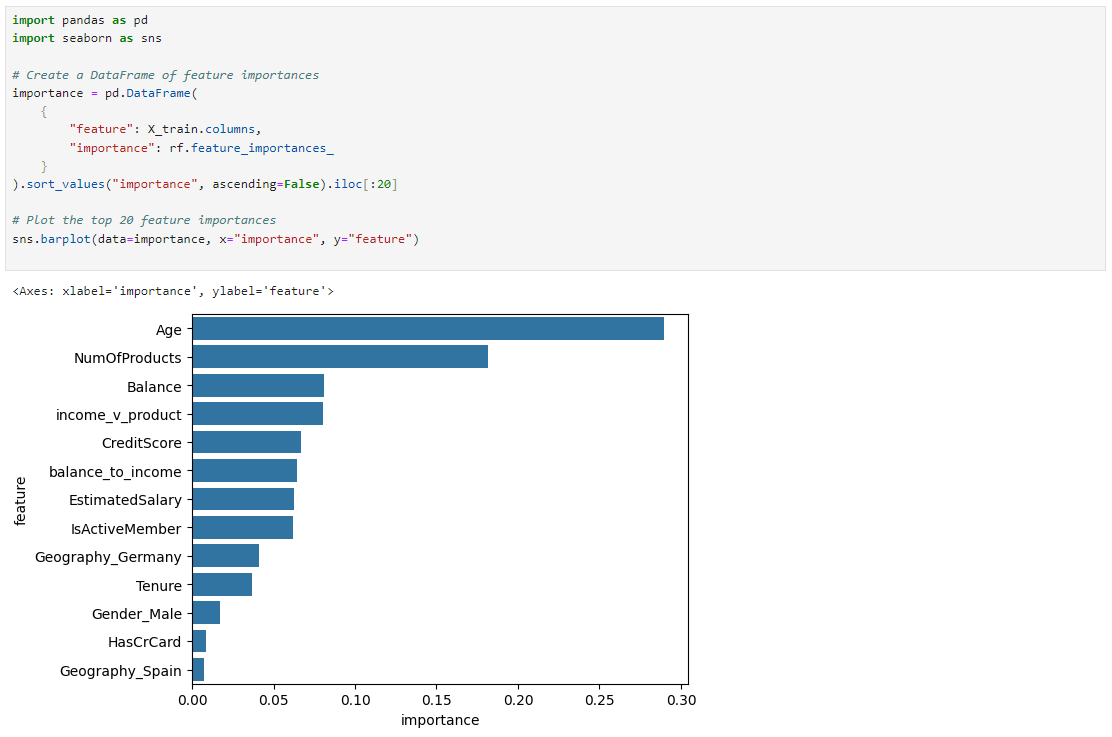 import pandas as pd
import seaborn as sns
# Create a DataFrame of feature importances
importance = pd.DataFrame(
    {
        "feature": X_train.columns,
        "importance": rf.feature_importances_
    }
).sort_values("importance", ascending=False).iloc[:20]
# Plot the top 20 feature importances
sns.barplot(data=importance, x="importance", y="feature")
<Axes: xlabel='importance', ylabel='feature'>
Age
NumOfProducts
Balance
income_v_product
CreditScore
balance_to_income
EstimatedSalary
IsActiveMember
Geography_Germany
Tenure
Gender_Male
HasCrCard
Geography_Spain
feature
0.00 0.05 0.10 0.15 0.20 0.25 0.30
importance